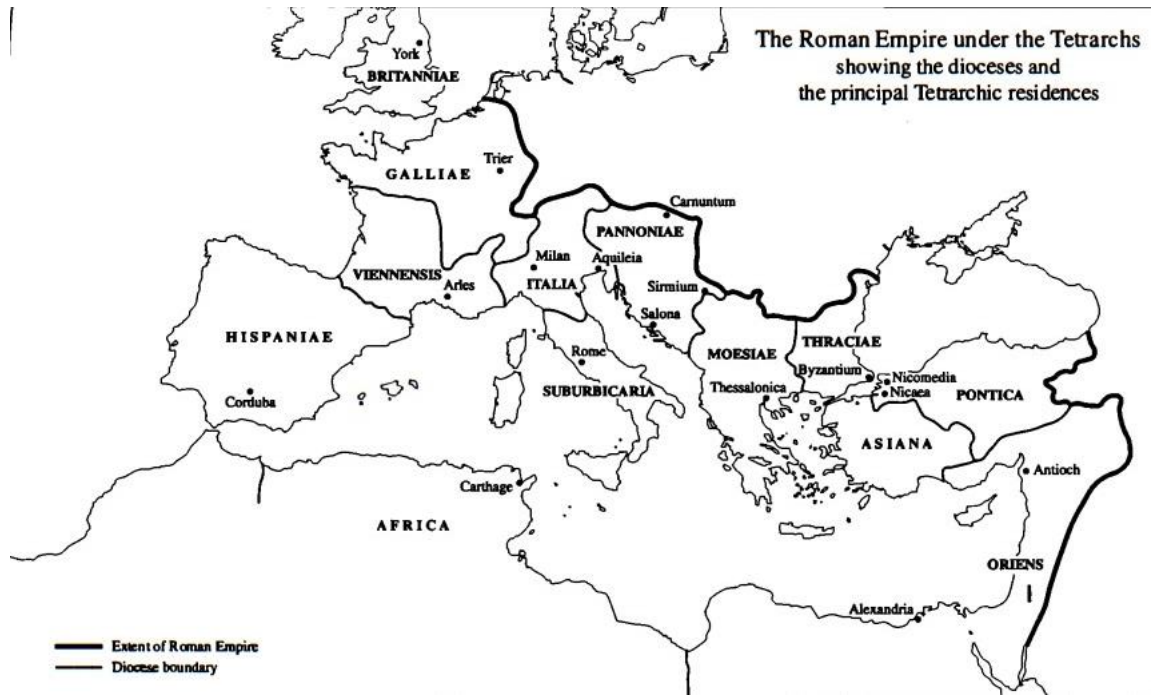 The Roman Empire under the Tetrarchs
showing the dioceses and
the principal Tetrarchic residences
York
BRITANNIAE
Trier
GALLIAE
Carnuntum
PANNONIAE
Milan
Aquileia
VIENNENSIS
ITALIA
Arles
Sirmium
Salona
HISPANIAE
THRACIAE
MOESIAE
Rome
Byzantium
Nicomedia
SUBURBICARIA
Thessalonica
Nicaea
PONTICA
Corduba
ASIANA
Antioch
Carthage
AFRICA
ORIENS
Alexandria
Extent of Roman Empire
Diocese boundary